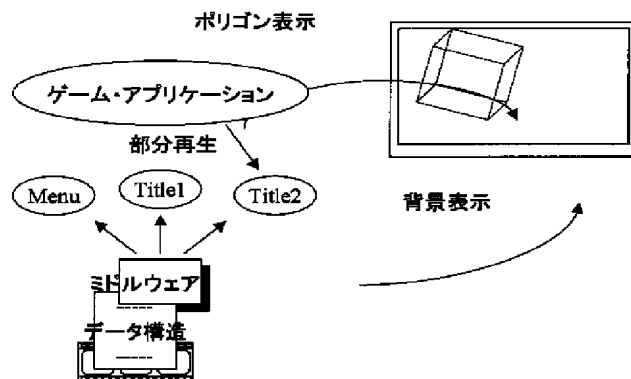 ポリゴン表示
ゲーム・アプリケーション
部分再生
Menu
Title1
Title2
背景表示
ミドルウェア
データ構造